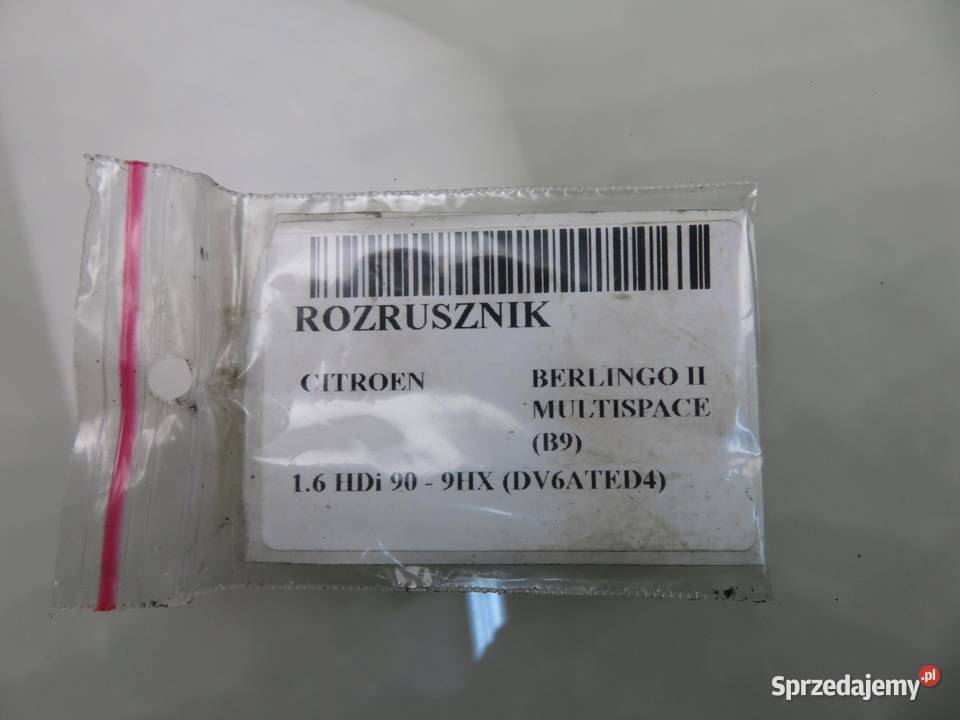 ROZRUSZNIK
CITROEN BERLINGO II
MULTISPACE
(B9)
1.6 HDi 90 - 9HX (DV6ATED4)
Sprzedajemy.pl